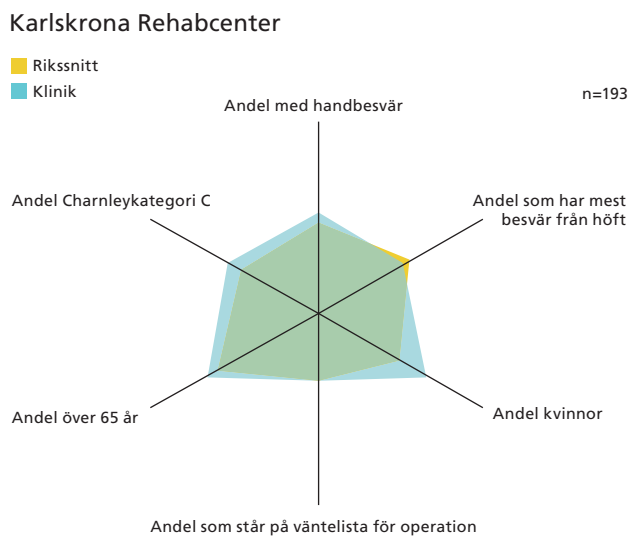 Karlskrona Rehabcenter
Rikssnitt
Klinik
n=193
Andel med handbesvär
Andel Charnleykategori C
Andel som har mest
besvär från höft
Andel över 65 år
Andel kvinnor
Andel som står på väntelista för operation